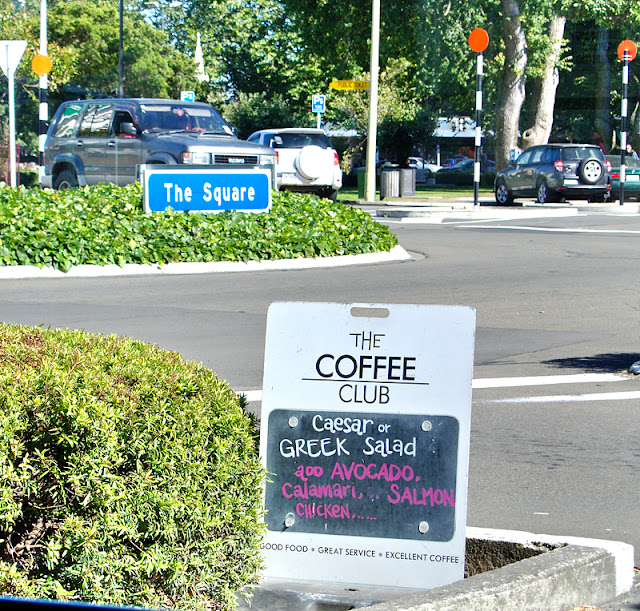 The Square
THE
COFFEE
CLUB
Caesar or
GREEK Salad
add AVOCADO,
Calamari, .. SALMON
CHICKEN,.....
GOOD FOOD • GREAT SERVICE • EXCELLENT COFFEE